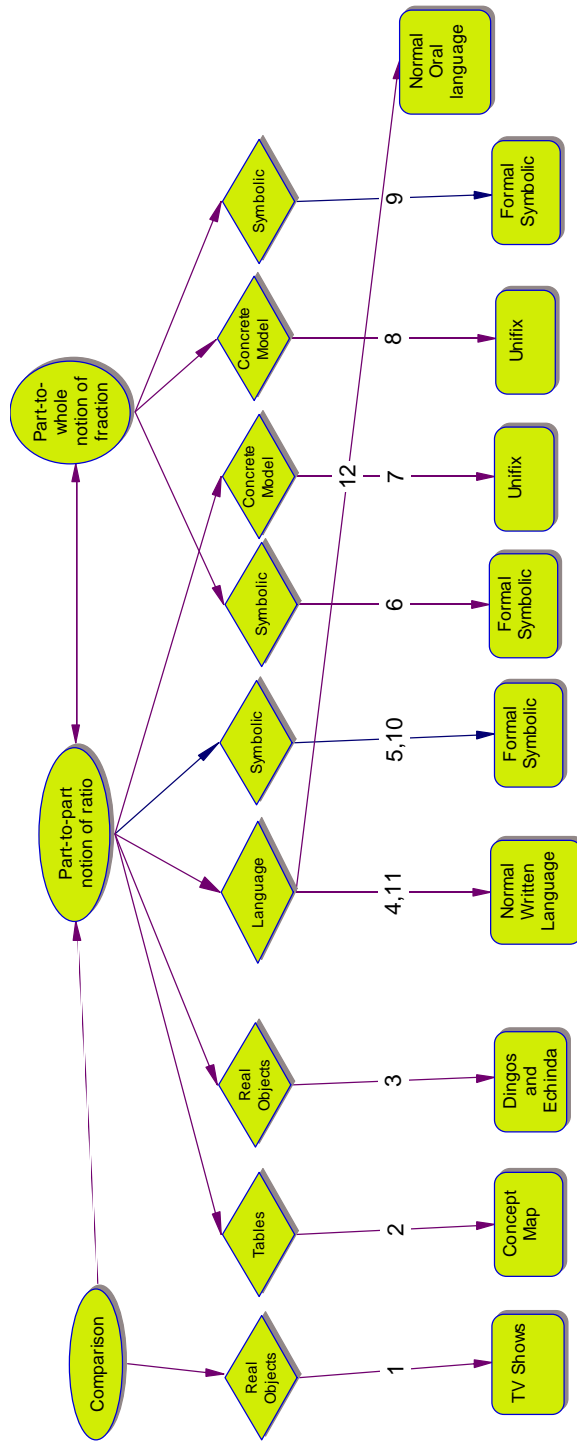 Comparison
Part-to-part
notion of ratio
Part-to-
whole
notion of
fraction
Real
Objects
Tables
Real
Objects
Language
Symbolic
Symbolic
Concrete
Model
Concrete
Model
Symbolic
1
2
3
4,11
5,10
6
12
7
8
9
TV Shows
Concept
Map
Dingos
and
Echinda
Normal
Written
Language
Formal
Symbolic
Formal
Symbolic
Unifix
Unifix
Formal
Symbolic
Normal
Oral
language